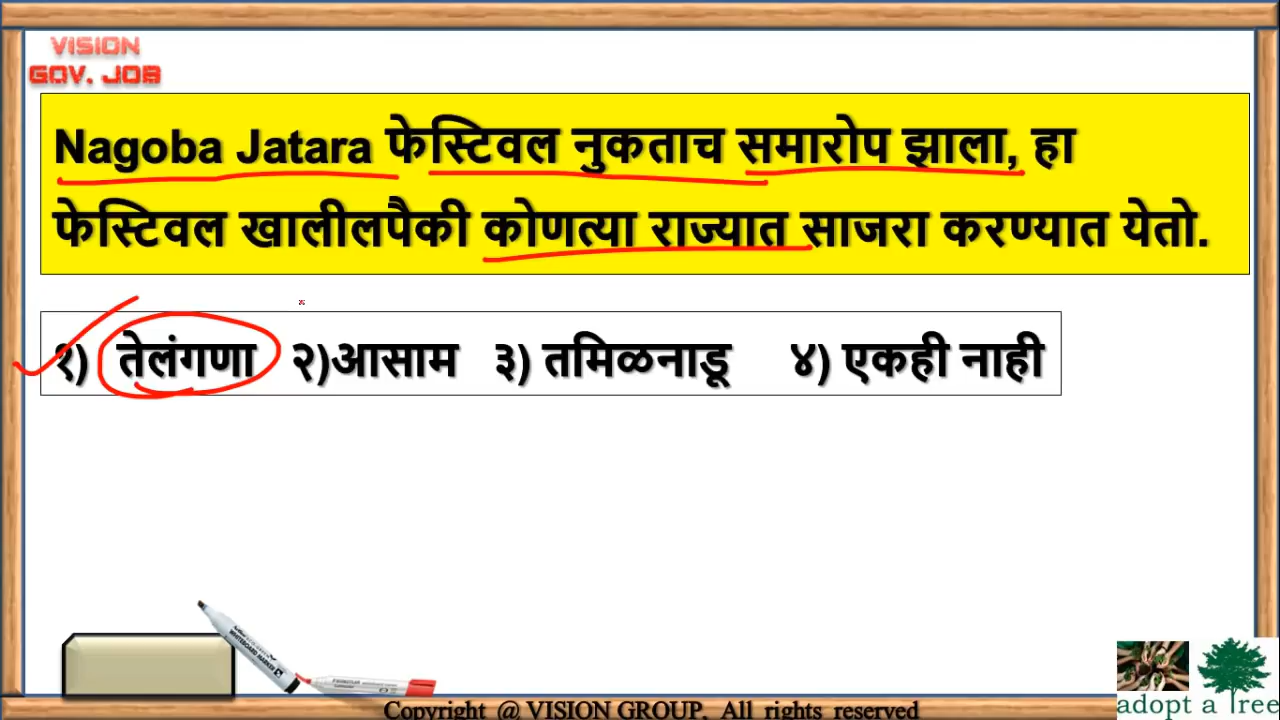 VISION
GOV. JOB
Nagoba Jatara फेस्टिवल नुकताच समारोप झाला, हा
फेस्टिवल खालीलपैकी कोणत्या राज्यात साजरा करण्यात येतो.
१) तेलंगणा २)आसाम ३) तमिळनाडू ४) एकही नाही
adopt a Tree
Copyright @ VISION GROUP, All rights reserved